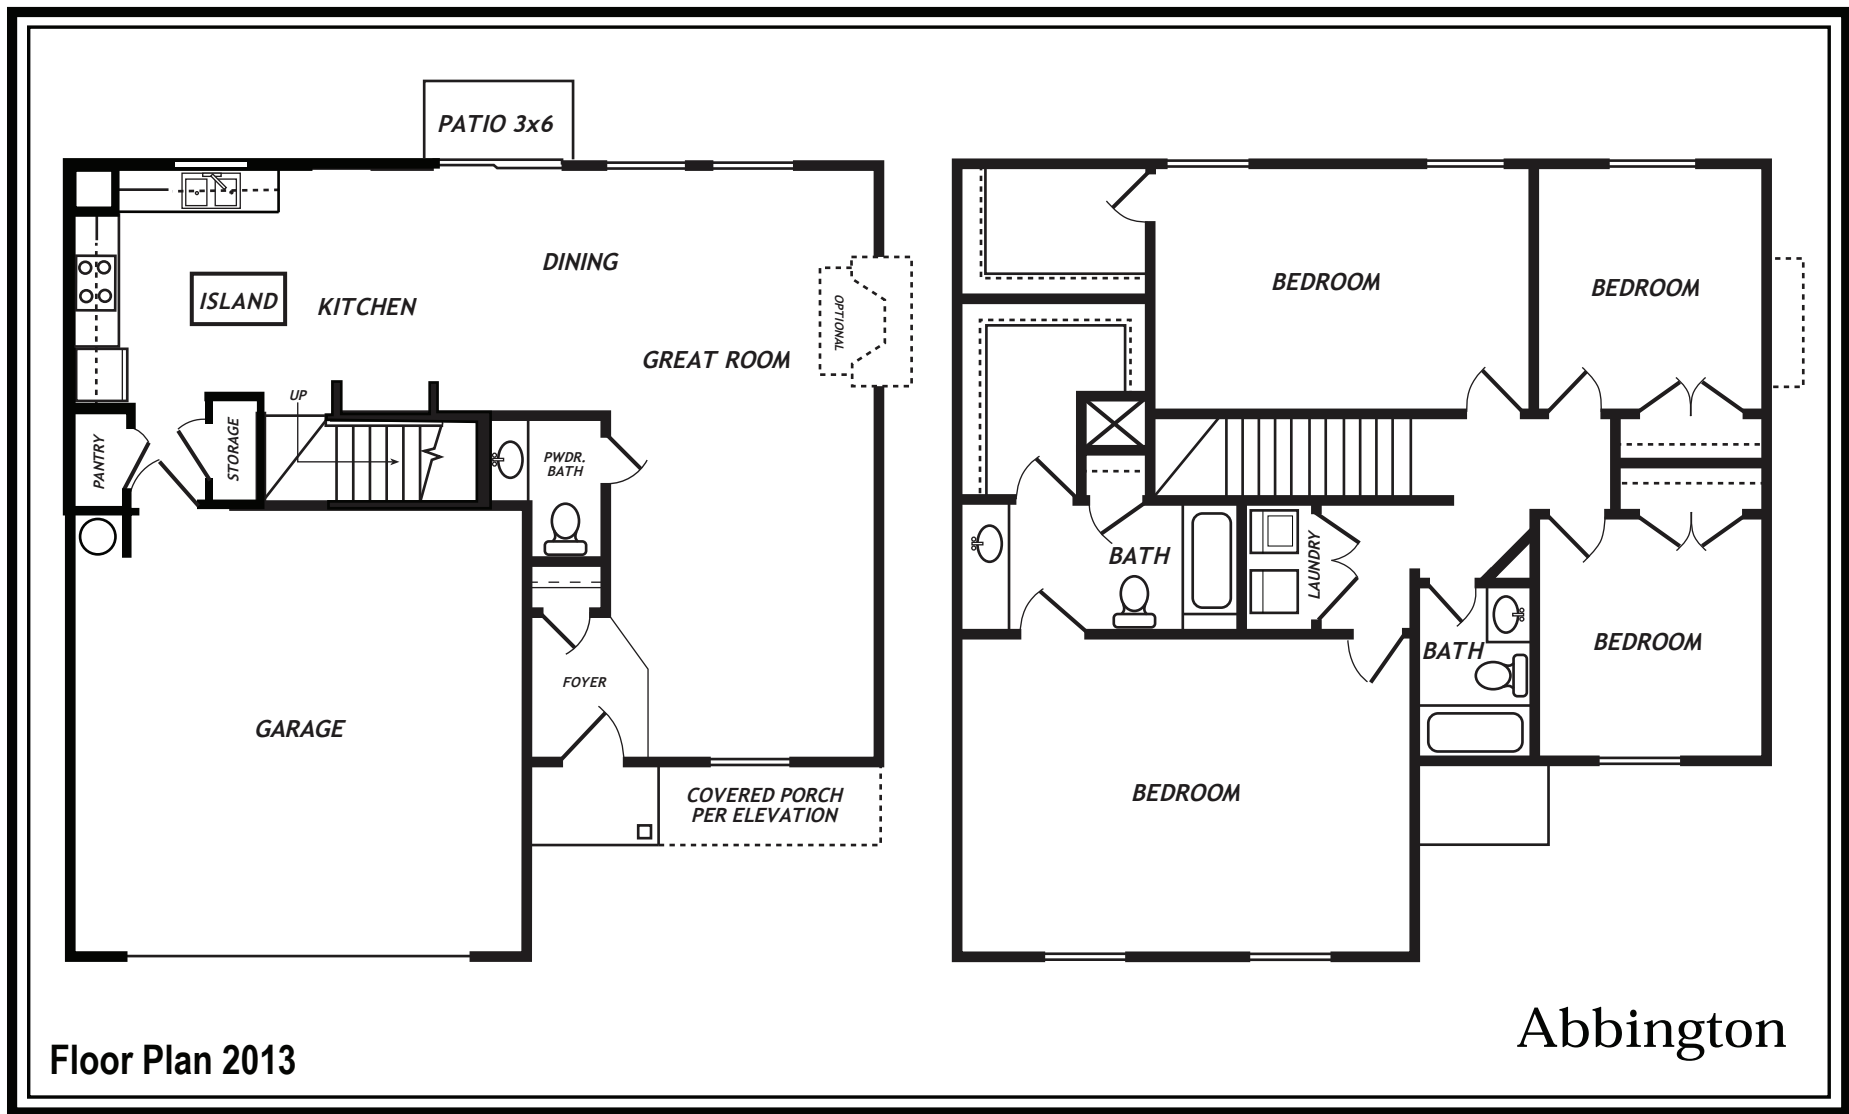 PATIO 3x6
DINING
ISLAND
KITCHEN
OPTIONAL
GREAT ROOM
UP
PANTRY
STORAGE
PWDR.
BATH
FOYER
GARAGE
COVERED PORCH
PER ELEVATION
BEDROOM
BEDROOM
BATH
LAUNDRY
BATH
BEDROOM
BEDROOM
Abbington
Floor Plan 2013